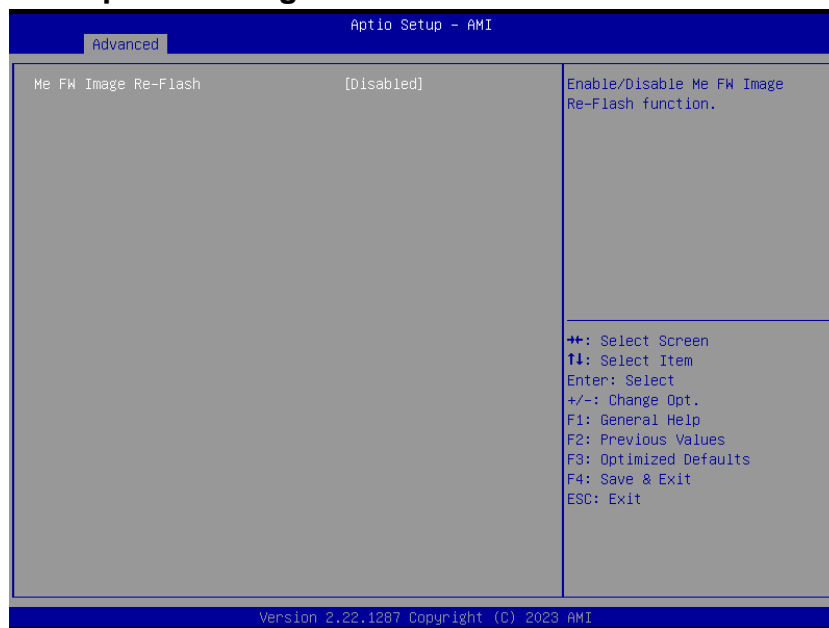 Aptio Setup - AMI
Advanced
Me FW Image Re-Flash [Disabled]
Enable/Disable Me FW Image
Re-Flash function.
→←: Select Screen
↑↓: Select Item
Enter: Select
+/-: Change Opt.
F1: General Help
F2: Previous Values
F3: Optimized Defaults
F4: Save & Exit
ESC: Exit
Version 2.22.1287 Copyright (C) 2023 AMI